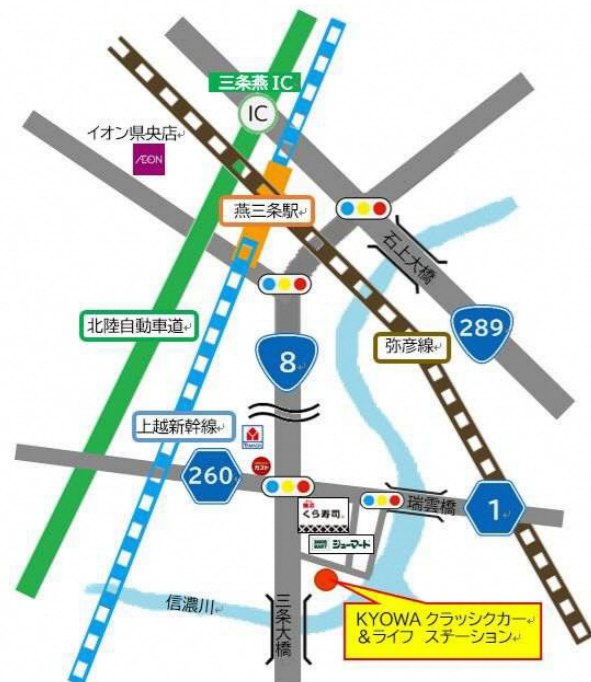 三条燕 IC
IC
イオン県央店
ÆON
燕三条駅
石上大橋
289
北陸自動車道
8
弥彦線
上越新幹線
260
ガスト
瑞雲橋
1
くら寿司
シューマート
信濃川
三条大橋
KYOWA クラッシクカー
＆ライフ ステーション